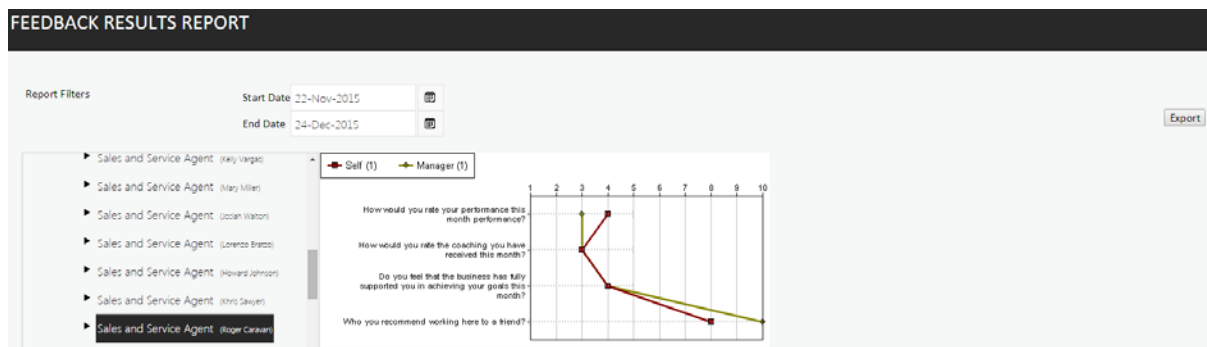 FEEDBACK RESULTS REPORT
Report Filters
Start Date 22-Nov-2015
End Date 24-Dec-2015
Export
Sales and Service Agent (Kelly Vargas)
Sales and Service Agent (Mary Miller)
Sales and Service Agent (Josiah Walton)
Sales and Service Agent (Lorenzo
Sales and Service Agent (Howard Johnson)
Sales and Service Agent (Khris Sawyer)
Sales and Service Agent (Roger Caravan)
Self (1) Manager (1)
1 2 3 4 5 6 7 8 9 10
How would you rate your performance this
month performance?
How would you rate the coaching you have
received this month?
Do you feel that the business has fully
supported you in achieving your goals this
month?
Who you recommend working here to a friend?